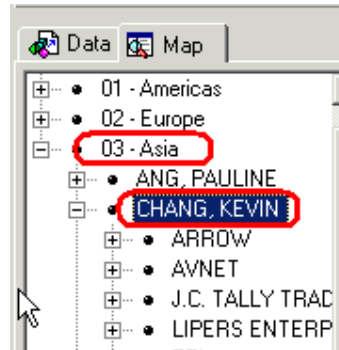 Data Map
01 - Americas
02 - Europe
03 - Asia
ANG, PAULINE
CHANG, KEVIN
ARROW
AVNET
J.C. TALLY TRAD
LIPERS ENTERP